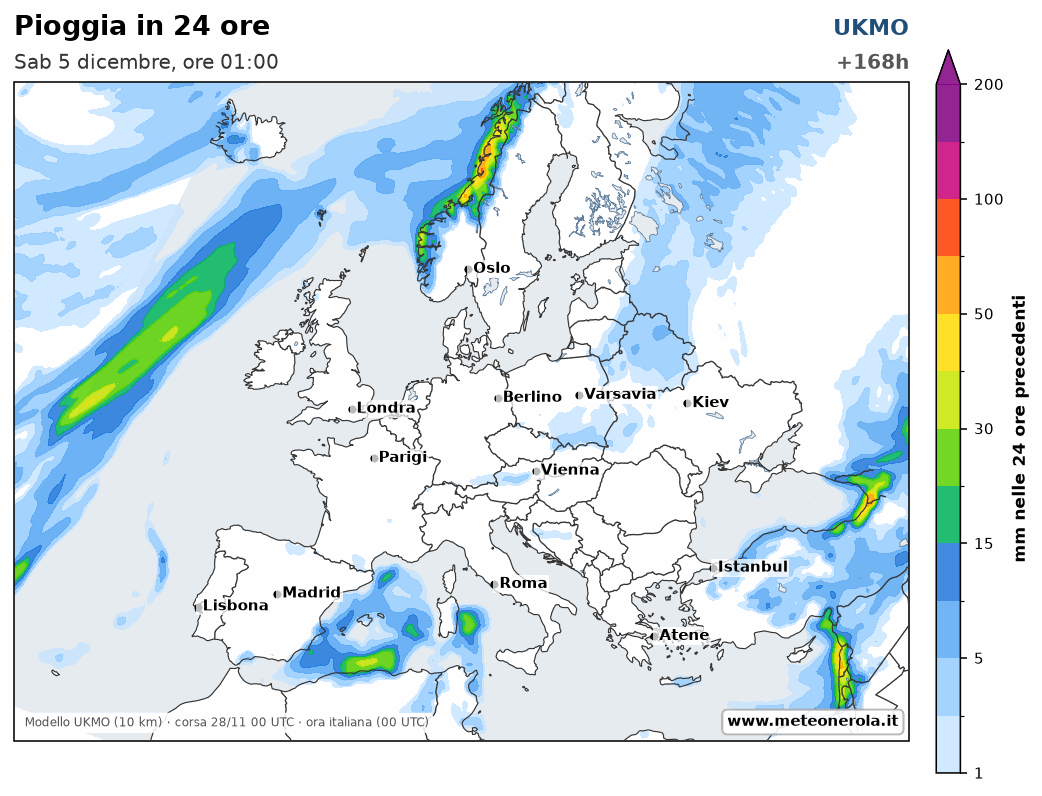 Pioggia in 24 ore
UKMO
Sab 5 dicembre, ore 01:00
+168h
200
100
50
30
15
5
1
mm nelle 24 ore precedenti
Oslo
Berlino
Varsavia
Kiev
Londra
Parigi
Vienna
Istanbul
Roma
Madrid
Lisbona
Atene
Modello UKMO (10 km) · corsa 28/11 00 UTC · ora italiana (00 UTC)
www.meteonerola.it